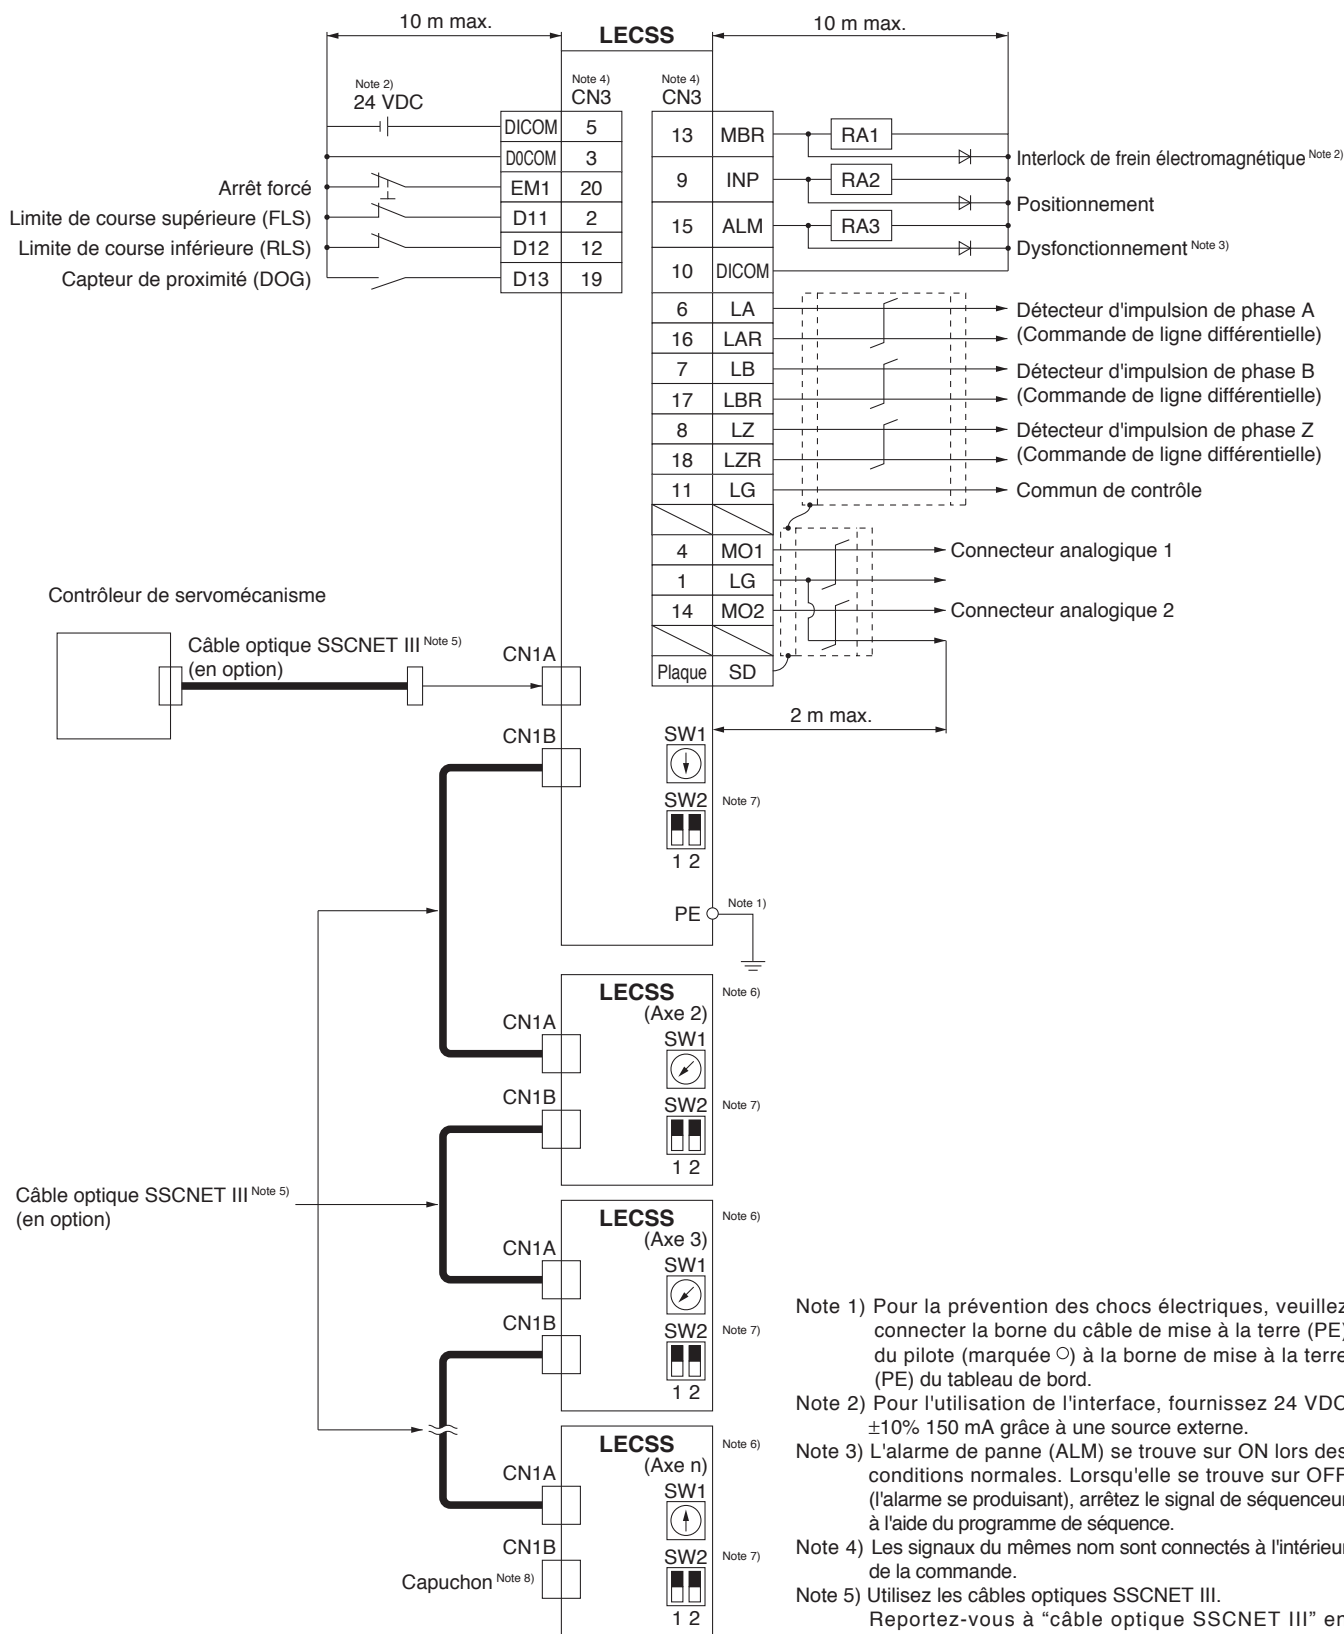 10 m max.
LECSS
10 m max.
Note 2)
24 VDC
Note 4)
CN3
Note 4)
CN3
DICOM 5
D0COM 3
Arrêt forcé EM1 20
Limite de course supérieure (FLS) D11 2
Limite de course inférieure (RLS) D12 12
Capteur de proximité (DOG) D13 19
13 MBR RA1
Interlock de frein électromagnétique Note 2)
9 INP RA2
Positionnement
15 ALM RA3
Dysfonctionnement Note 3)
10 DICOM
6 LA Détecteur d'impulsion de phase A
16 LAR (Commande de ligne différentielle)
7 LB Détecteur d'impulsion de phase B
17 LBR (Commande de ligne différentielle)
8 LZ Détecteur d'impulsion de phase Z
18 LZR (Commande de ligne différentielle)
11 LG Commun de contrôle
4 MO1 Connecteur analogique 1
1 LG
14 MO2 Connecteur analogique 2
Plaque SD
2 m max.
Contrôleur de servomécanisme
Câble optique SSCNET III Note 5)
(en option)
CN1A
CN1B
SW1
SW2 Note 7)
1 2
PE Note 1)
LECSS Note 6)
(Axe 2)
CN1A
SW1
CN1B
SW2 Note 7)
1 2
Câble optique SSCNET III Note 5)
(en option)
LECSS Note 6)
(Axe 3)
CN1A
SW1
CN1B
SW2 Note 7)
1 2
LECSS Note 6)
(Axe n)
CN1A
SW1
CN1B
SW2 Note 7)
Capuchon Note 8)
1 2
Note 1) Pour la prévention des chocs électriques, veuillez
connecter la borne du câble de mise à la terre (PE)
du pilote (marquée ○) à la borne de mise à la terre
(PE) du tableau de bord.
Note 2) Pour l'utilisation de l'interface, fournissez 24 VDC
±10% 150 mA grâce à une source externe.
Note 3) L'alarme de panne (ALM) se trouve sur ON lors des
conditions normales. Lorsqu'elle se trouve sur OFF
(l'alarme se produisant), arrêtez le signal de séquenceur
à l'aide du programme de séquence.
Note 4) Les signaux du mêmes nom sont connectés à l'intérieur
de la commande.
Note 5) Utilisez les câbles optiques SSCNET III.
Reportez-vous à “câble optique SSCNET III” en